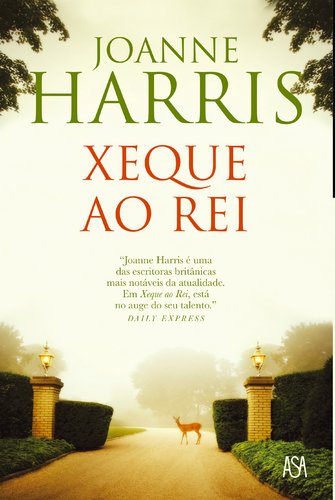 JOANNE
HARRIS
XEQUE
AO REI
“Joanne Harris é uma
das escritoras britânicas
mais notáveis da atualidade.
Em Xeque ao Rei, está
no auge do seu talento.”
DAILY EXPRESS
ASA